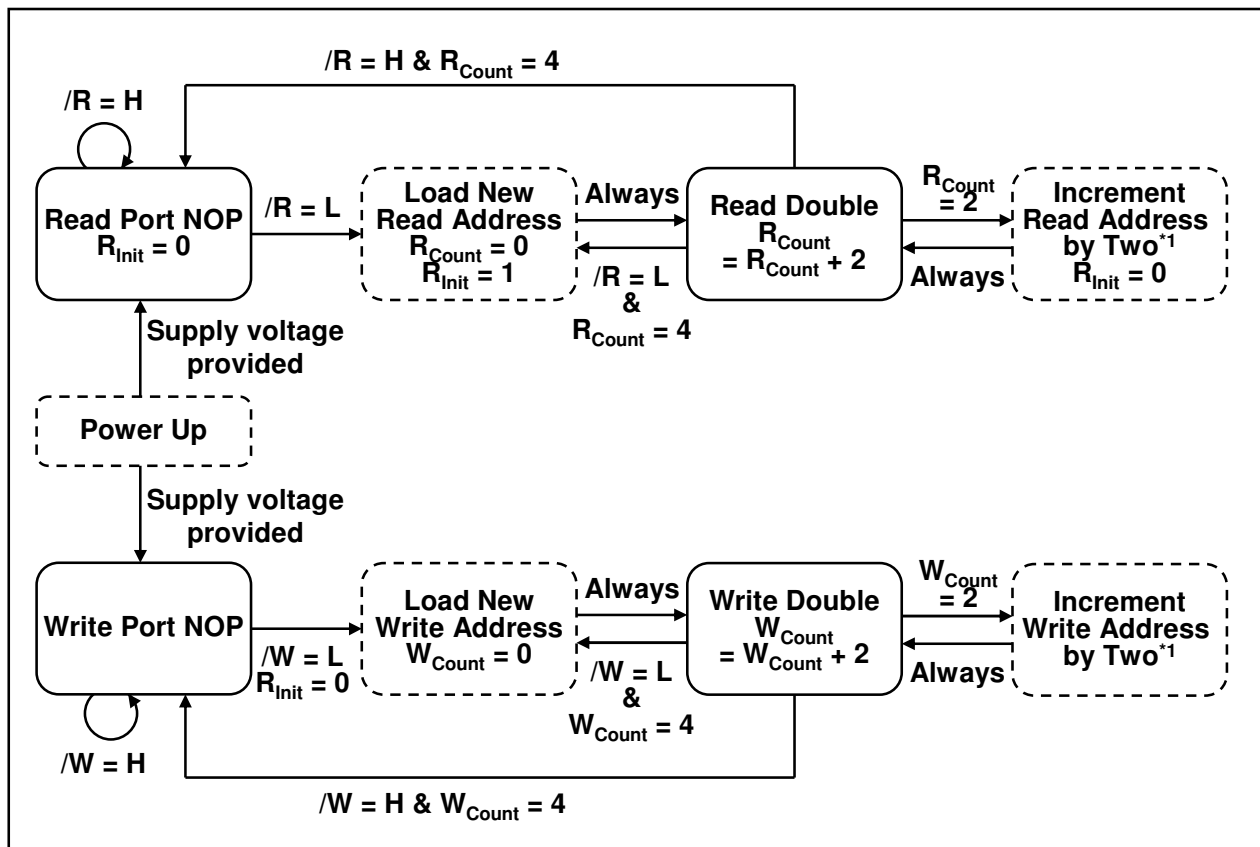 /R = H & RCount = 4
/R = H
Read Port NOP
RInit = 0
/R = L
Load New
Read Address
RCount = 0
RInit = 1
Always
/R = L
&
RCount = 4
Read Double
RCount
= RCount + 2
RCount
= 2
Always
Increment
Read Address
by Two*1
RInit = 0
Supply voltage
provided
Power Up
Supply voltage
provided
Write Port NOP
/W = L
RInit = 0
Load New
Write Address
WCount = 0
Always
/W = L
&
WCount = 4
Write Double
WCount
= WCount + 2
WCount
= 2
Always
Increment
Write Address
by Two*1
/W = H
/W = H & WCount = 4